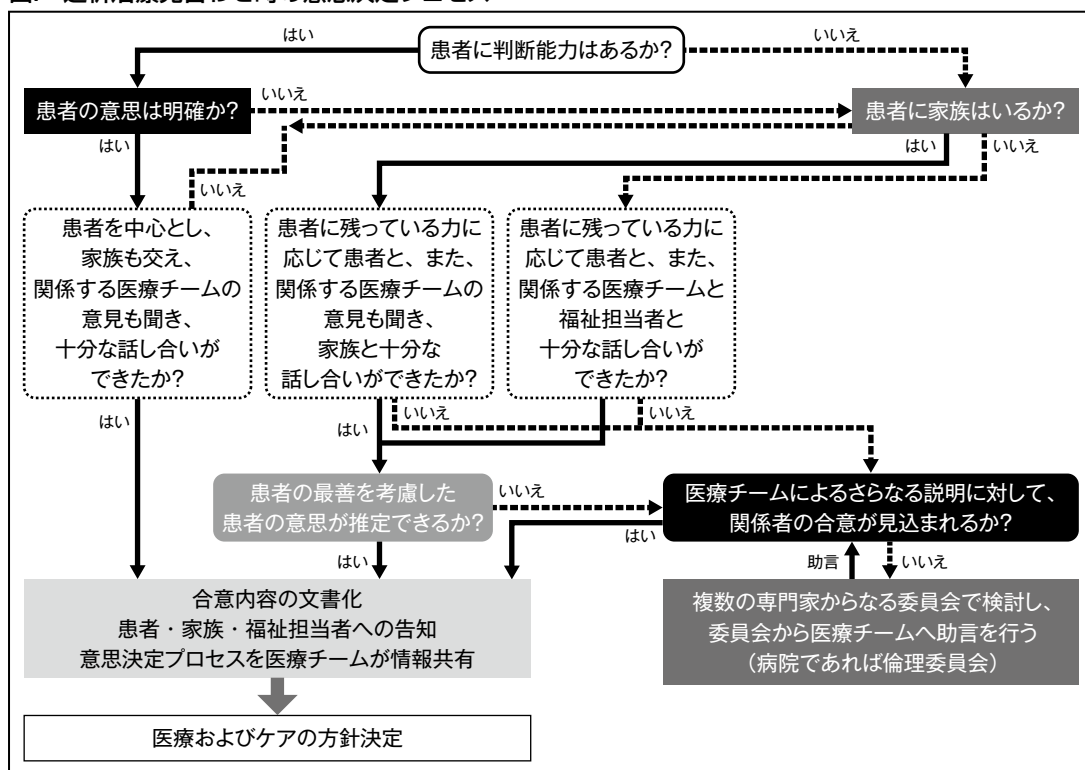 はい
患者に判断能力はあるか?
いいえ
患者の意思は明確か?
いいえ
患者に家族はいるか?
はい
いいえ
はい
いいえ
患者を中心とし、
家族も交え、
関係する医療チームの
意見も聞き、
十分な話し合いが
できたか?
患者に残っている力に
応じて患者と、また、
関係する医療チームの
意見も聞き、
家族と十分な
話し合いができたか?
患者に残っている力に
応じて患者と、また、
関係する医療チームと
福祉担当者と
十分な話し合いが
できたか?
はい
はい
いいえ
いいえ
患者の最善を考慮した
患者の意思が推定できるか?
いいえ
医療チームによるさらなる説明に対して、
関係者の合意が見込まれるか?
はい
はい
助言
いいえ
合意内容の文書化
患者・家族・福祉担当者への告知
意思決定プロセスを医療チームが情報共有
複数の専門家からなる委員会で検討し、
委員会から医療チームへ助言を行う
(病院であれば倫理委員会)
医療およびケアの方針決定